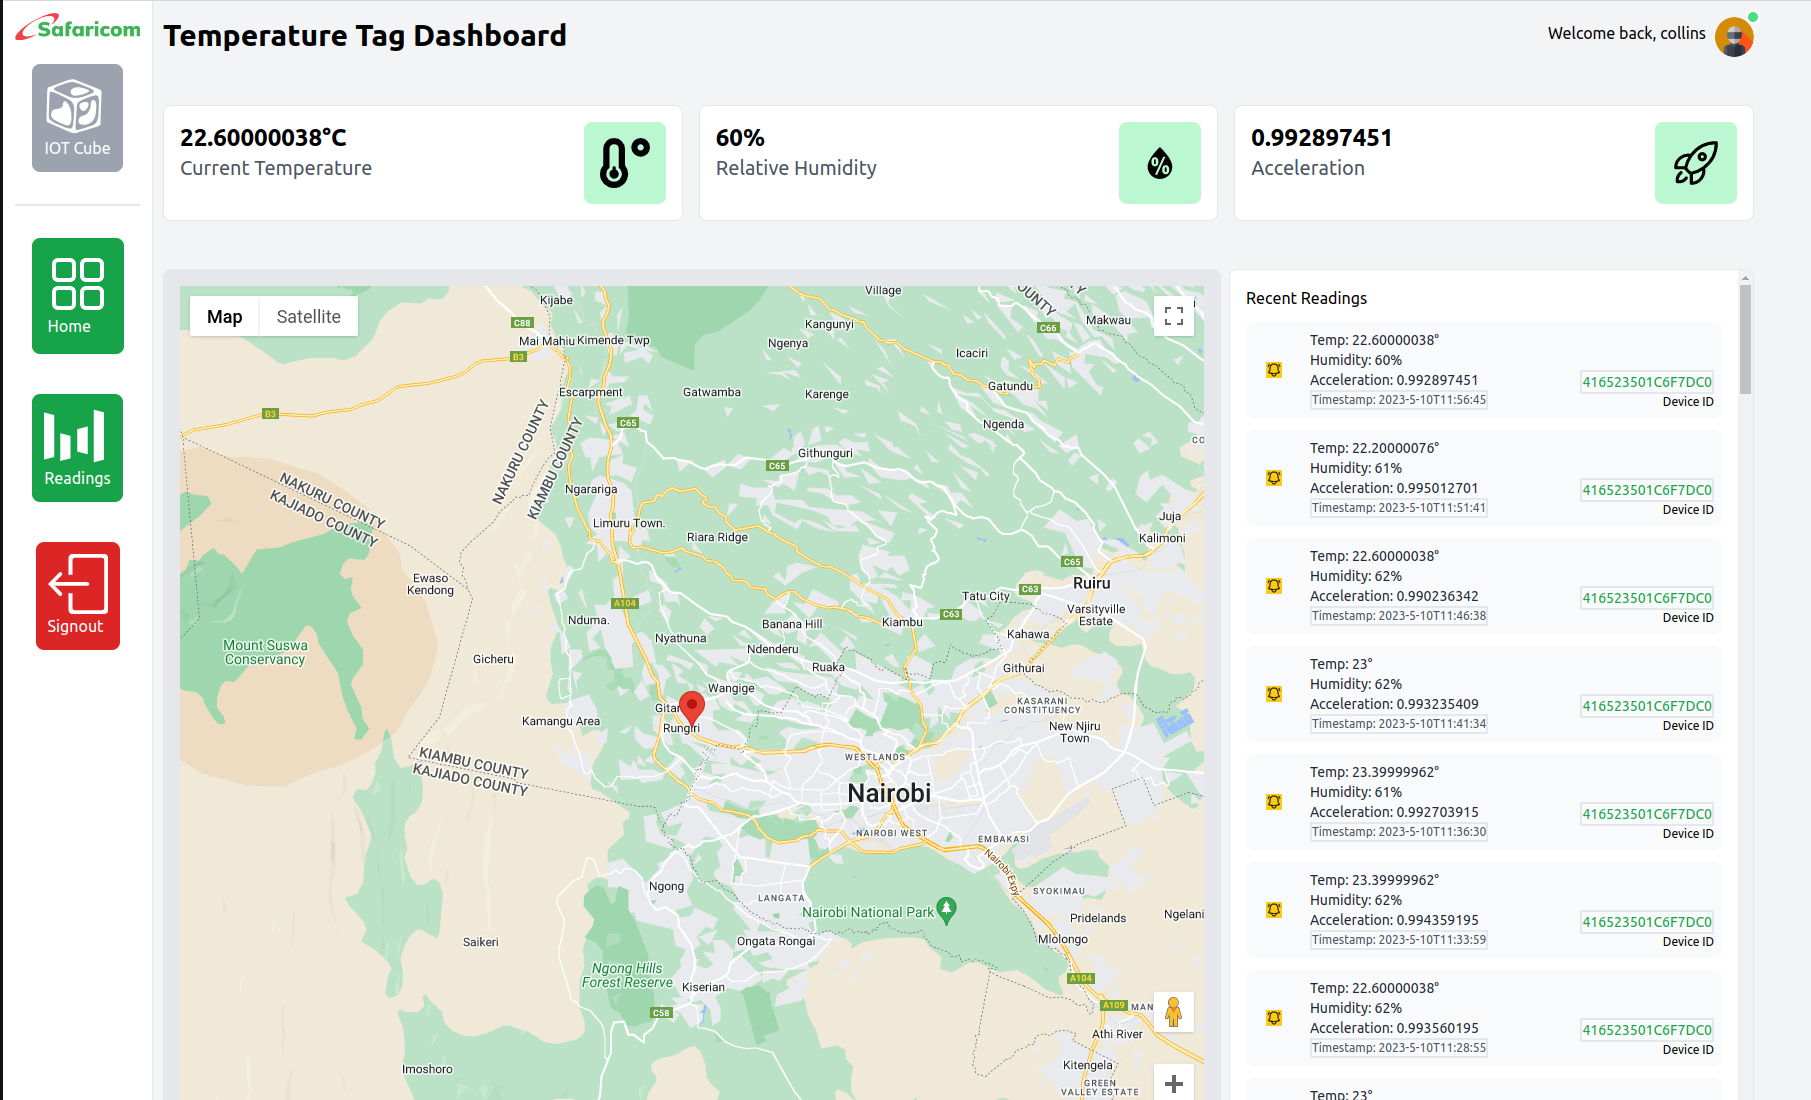 Safaricom
Temperature Tag Dashboard
Welcome back, collins
IOT Cube
Home
Readings
Signout
22.60000038°C
Current Temperature
60%
Relative Humidity
%
0.992897451
Acceleration
Map
Satellite
Kijabe
Village
COUNTY
Makwau
C88
Kangunyi
C66
Mai Mahiu
Kimende Twp
Ngenya
B3
Icaciri
Escarpment
Gatwamba
Karenge
Gatundu
B3
C65
Ngenda
CO
NAKURU COUNTY
KIAMBU COUNTY
Githunguri
C65
NAKURU COUNTY
KAJIADO COUNTY
Ngarariga
Limuru Town.
Juja
Riara Ridge
Kalimoni
C65
Ewaso
Kendong
Ruiru
C63
Tatu City
A104
C63
Varsityville
Estate
Nduma.
Banana Hill
Kiambu
Nyathuna
Kahawa
Mount Suswa
Conservancy
Ndenderu
Gicheru
Ruaka
Githurai
Wangige
Gitar
KASARANI
CONSTITUENCY
Kamangu Area
Rungiri
New Njiru
Town
KIAMBU COUNTY
KAJIADO COUNTY
WESTLANDS
Nairobi
NAIROBI WEST
EMBAKASI
Nairobi Expy
Ngong
LANGATA
SYOKIMAU
Nairobi National Park
Pridelands
Ngelani
Saikeri
Ongata Rongai
Mlolongo
Ngong Hills
Forest Reserve
Kiserian
A104
C58
A109
MAN
Athi River
Imoshoro
Kitengela
GREEN
VALLEY ESTATE
Recent Readings
Temp: 22.60000038°
Humidity: 60%
Acceleration: 0.992897451
Timestamp: 2023-5-10T11:56:45
416523501C6F7DC0
Device ID
Temp: 22.20000076°
Humidity: 61%
Acceleration: 0.995012701
Timestamp: 2023-5-10T11:51:41
416523501C6F7DC0
Device ID
Temp: 22.60000038°
Humidity: 62%
Acceleration: 0.990236342
Timestamp: 2023-5-10T11:46:38
416523501C6F7DC0
Device ID
Temp: 23°
Humidity: 62%
Acceleration: 0.993235409
Timestamp: 2023-5-10T11:41:34
416523501C6F7DC0
Device ID
Temp: 23.39999962°
Humidity: 61%
Acceleration: 0.992703915
Timestamp: 2023-5-10T11:36:30
416523501C6F7DC0
Device ID
Temp: 23.39999962°
Humidity: 62%
Acceleration: 0.994359195
Timestamp: 2023-5-10T11:33:59
416523501C6F7DC0
Device ID
Temp: 22.60000038°
Humidity: 62%
Acceleration: 0.993560195
Timestamp: 2023-5-10T11:28:55
416523501C6F7DC0
Device ID
Temp: 23°